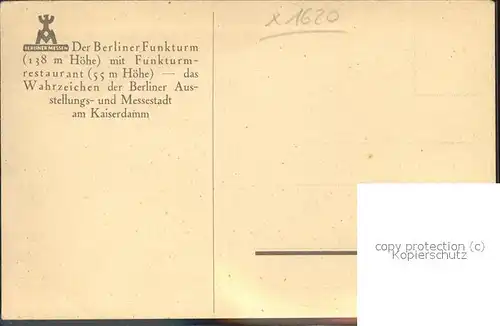 x 1620
BERLINER MESSEN
Der Berliner Funkturm
(138 m Höhe) mit Funkturm-
restaurant (55 m Höhe) — das
Wahrzeichen der Berliner Aus-
stellungs- und Messestadt
am Kaiserdamm
copy protection (c)
Kopierschutz